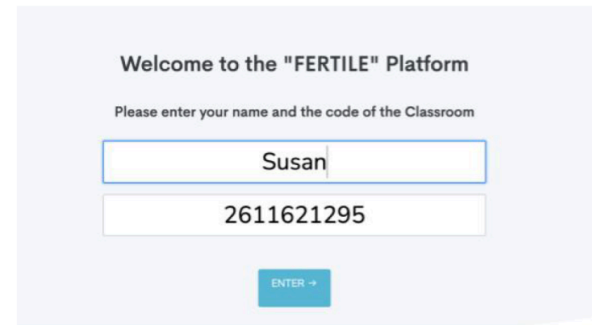 Welcome to the "FERTILE" Platform
Please enter your name and the code of the Classroom
Susan
2611621295
ENTER →